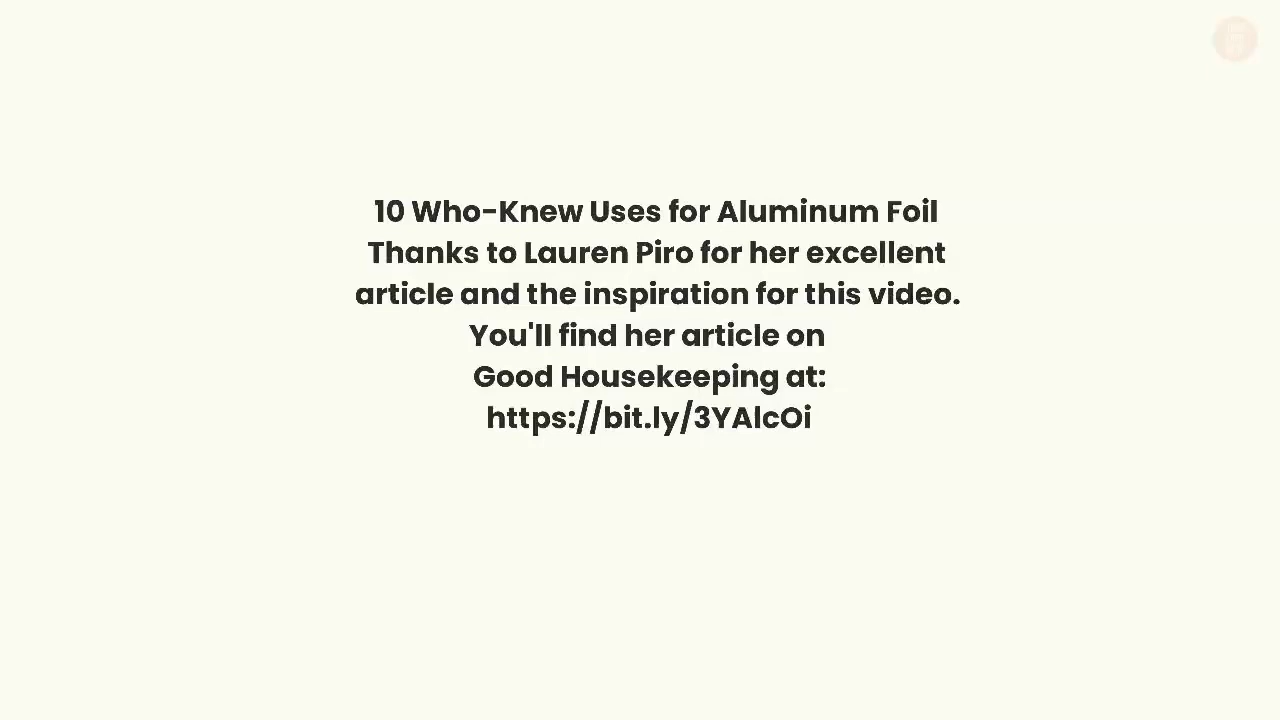 10 Who-Knew Uses for Aluminum Foil
Thanks to Lauren Piro for her excellent
article and the inspiration for this video.
You'll find her article on
Good Housekeeping at:
https://bit.ly/3YAlcOi